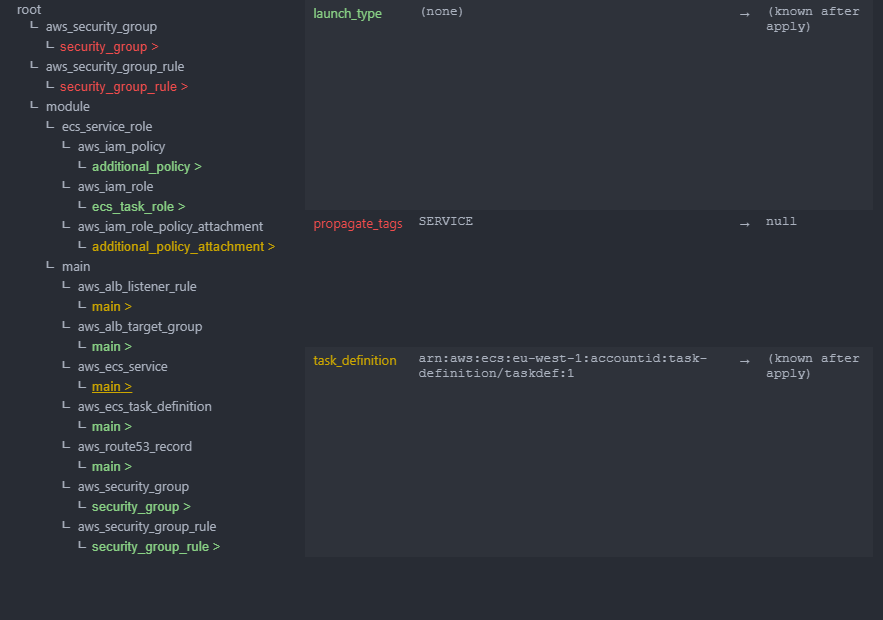 root
aws_security_group
security_group >
aws_security_group_rule
security_group_rule >
module
ecs_service_role
aws_iam_policy
additional_policy >
aws_iam_role
ecs_task_role >
aws_iam_role_policy_attachment
additional_policy_attachment >
main
aws_alb_listener_rule
main >
aws_alb_target_group
main >
aws_ecs_service
main >
aws_ecs_task_definition
main >
aws_route53_record
main >
aws_security_group
security_group >
aws_security_group_rule
security_group_rule >
launch_type (none) → (known after
apply)
propagate_tags SERVICE → null
task_definition arn:aws:ecs:eu-west-1:accountid:task- → (known after
definition/taskdef:1 apply)